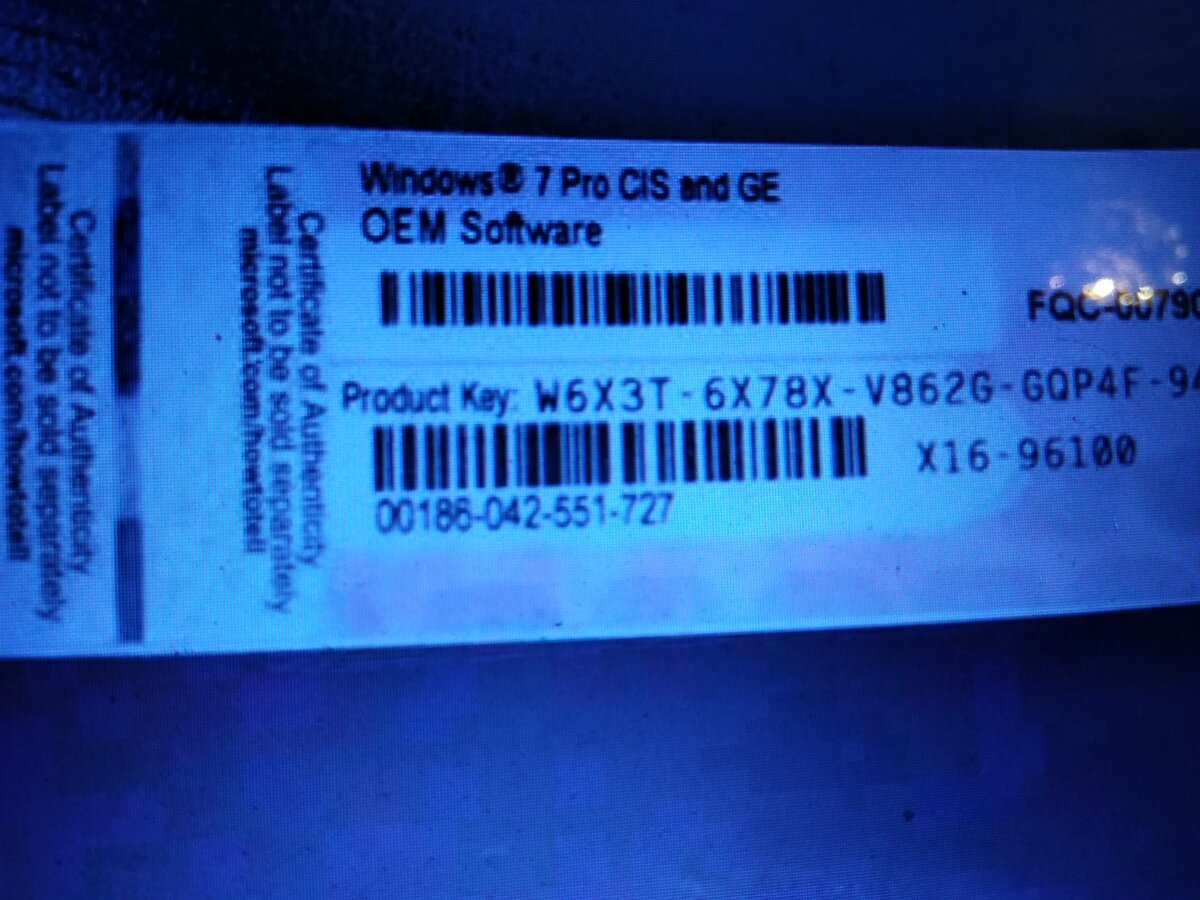 Certificate of Authenticity
Label not to be sold separately
microsoft.com/howtotell
Certificate of Authenticity
Label not to be sold separately
microsoft.com/howtotell
Windows® 7 Pro CIS and GE
OEM Software
Product Key: W6X3T-6X78X-V862G-GQP4F-
X16-96100
00186-042-551-727